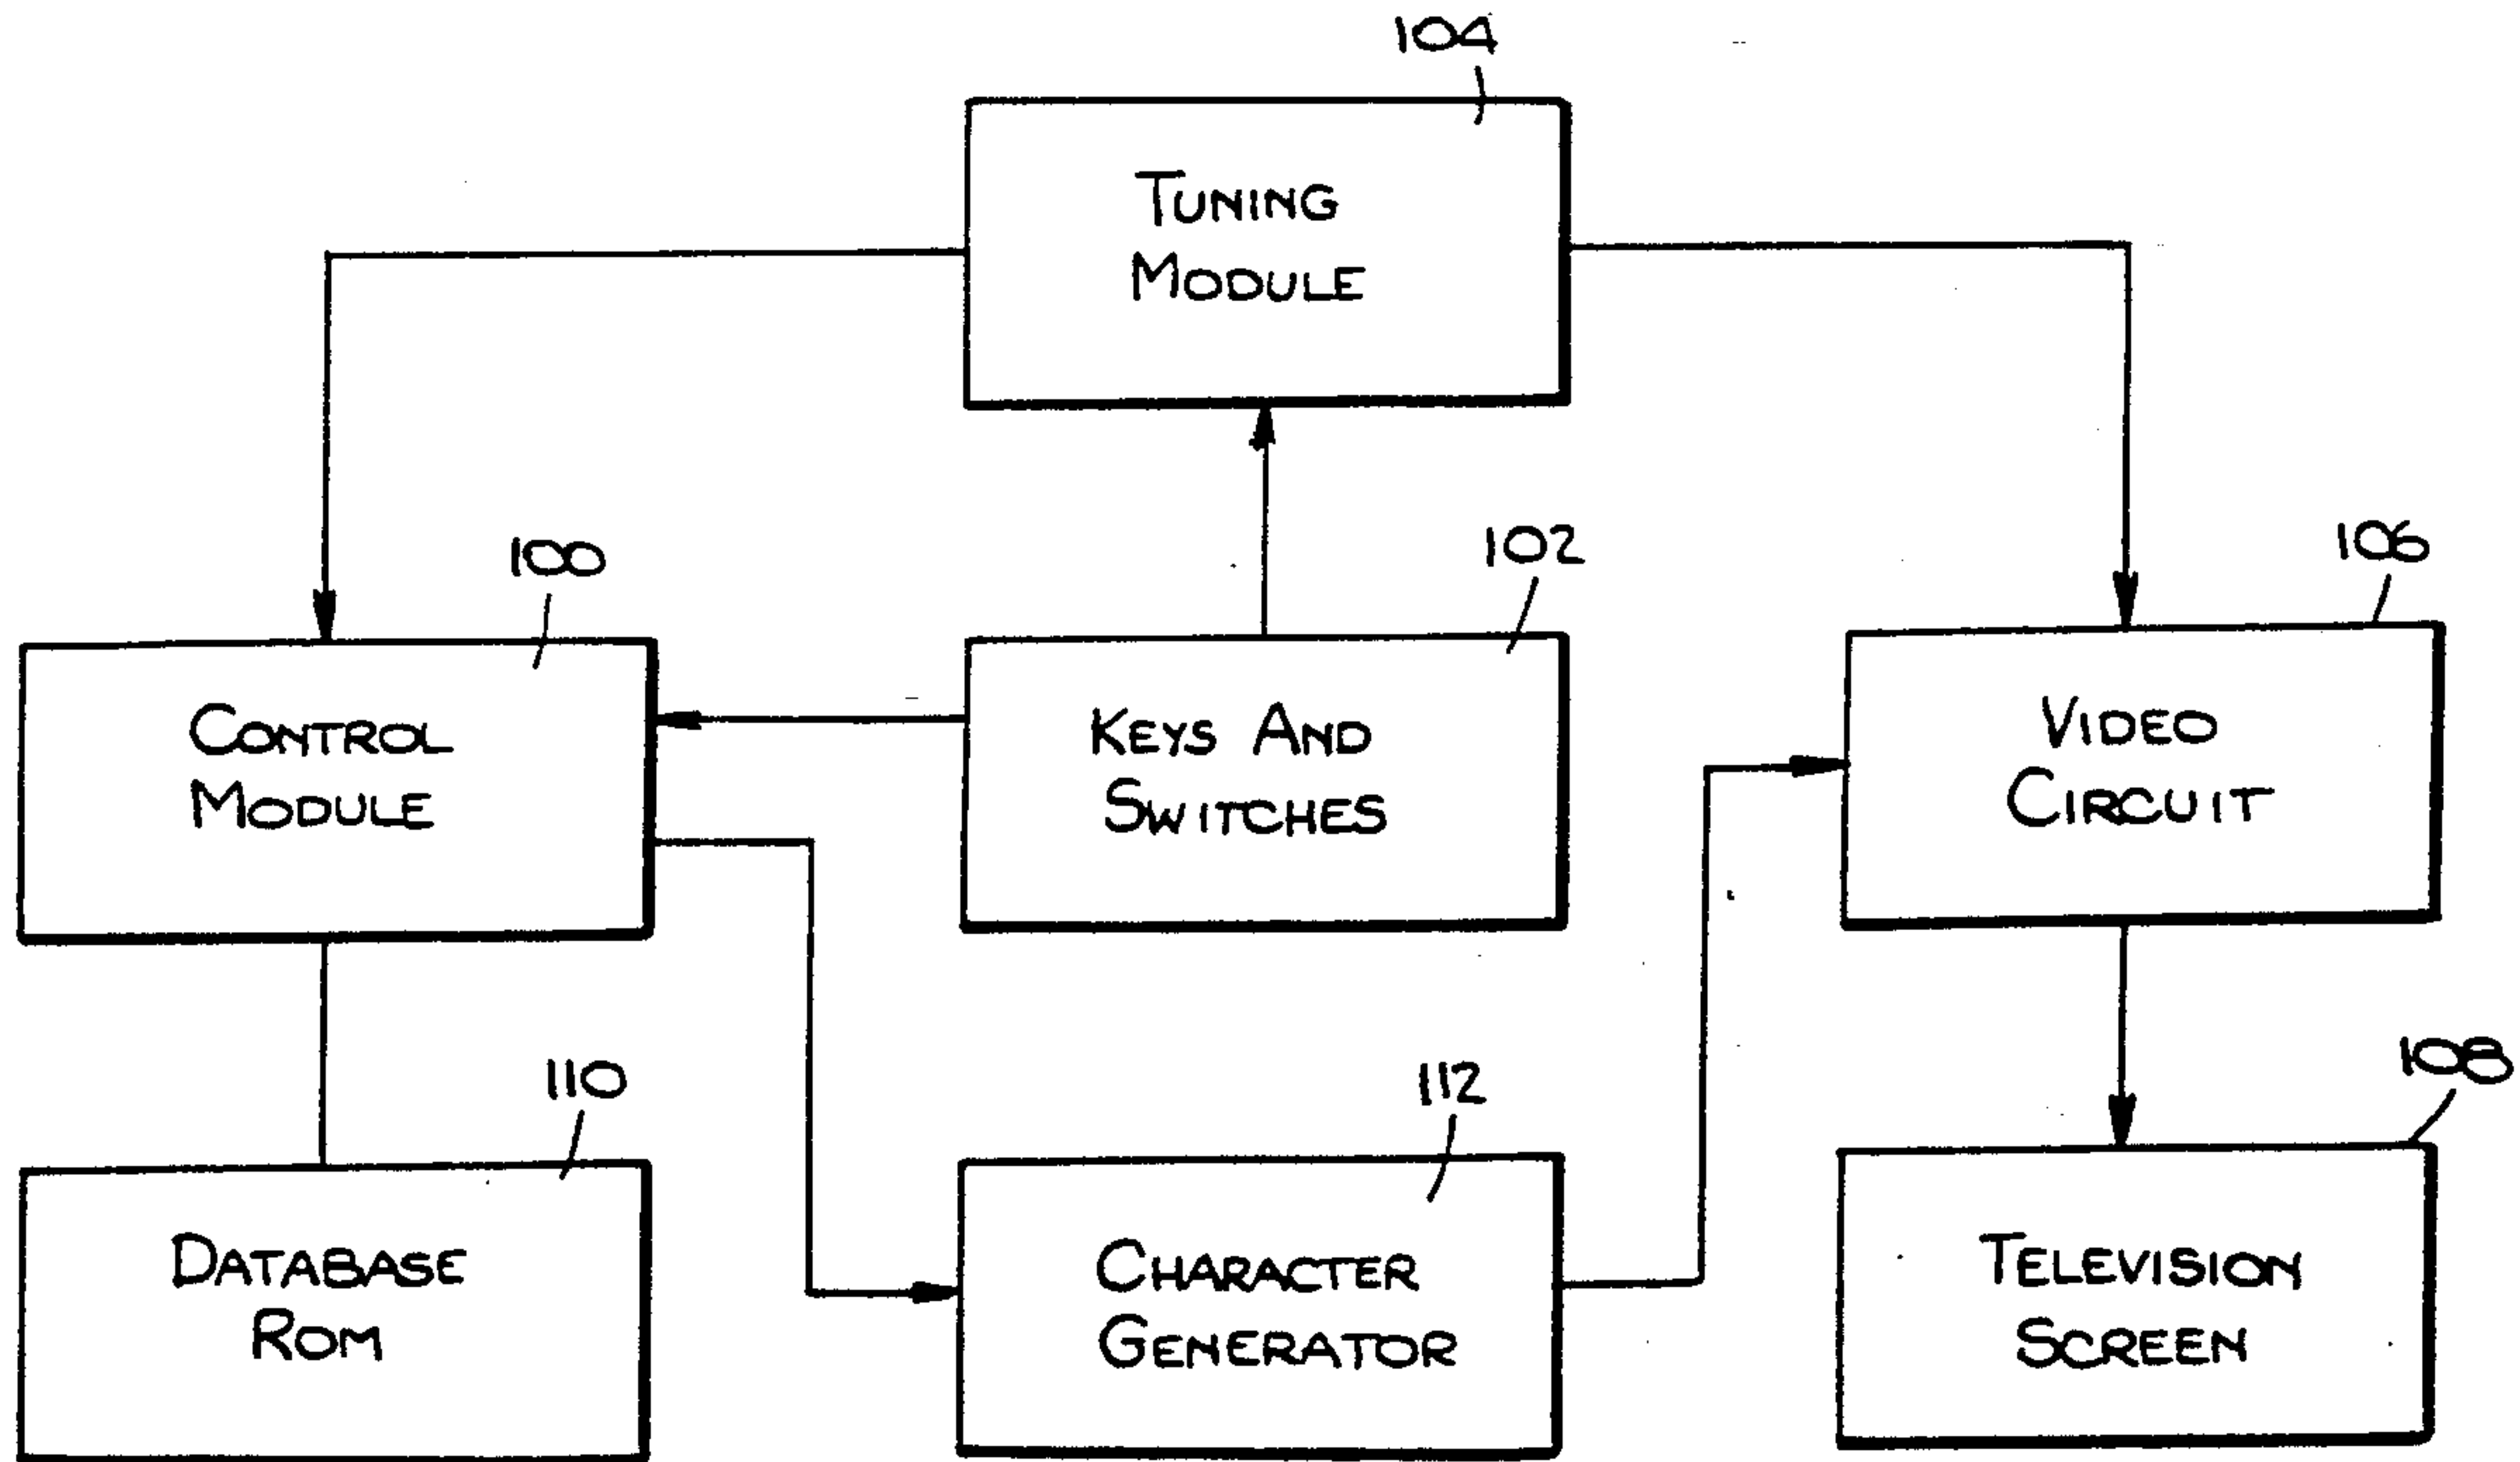 104
TUNING
MODULE
100
102
106
CONTROL
MODULE
KEYS AND
SWITCHES
VIDEO
CIRCUIT
110
112
108
DATABASE
ROM
CHARACTER
GENERATOR
TELEVISION
SCREEN